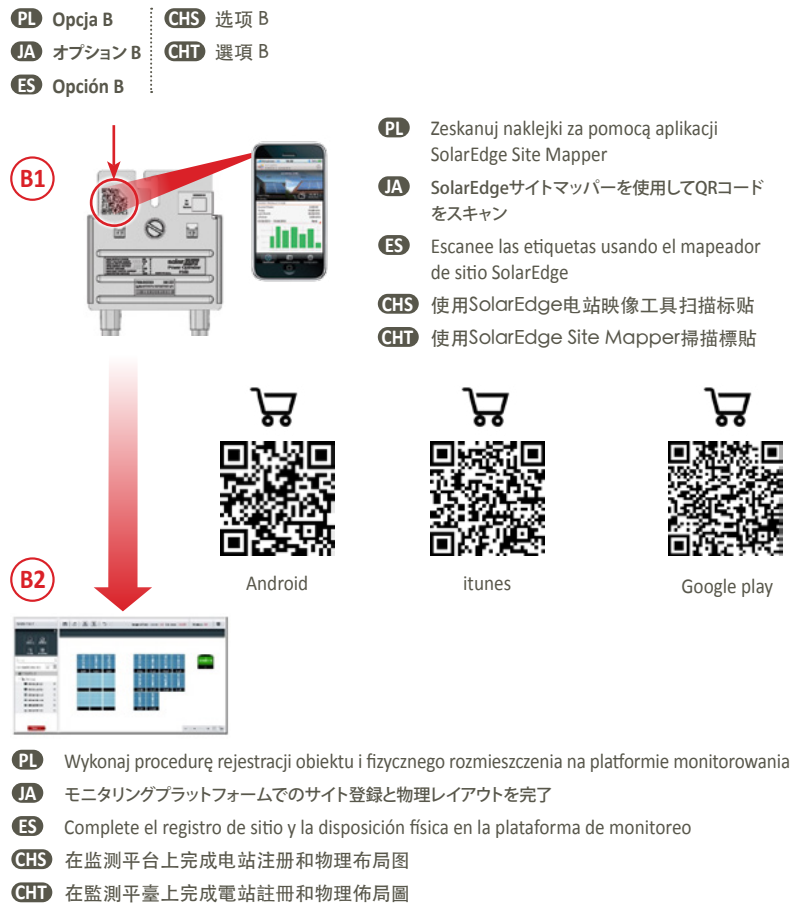 PL Opcja B
CHS 选项 B
JA オプション B
CHT 選項 B
ES Opción B
B1
PL Zeskanuj naklejki za pomocą aplikacji
SolarEdge Site Mapper
JA SolarEdgeサイトマッパーを使用してQRコード
をスキャン
ES Escanee las etiquetas usando el mapeador
de sitio SolarEdge
CHS 使用SolarEdge电站映像工具扫描标贴
CHT 使用SolarEdge Site Mapper掃描標貼
Android
itunes
Google play
B2
PL Wykonaj procedurę rejestracji obiektu i fizycznego rozmieszczenia na platformie monitorowania
JA モニタリングプラットフォームでのサイト登録と物理レイアウトを完了
ES Complete el registro de sitio y la disposición física en la plataforma de monitoreo
CHS 在监测平台上完成电站注册和物理布局图
CHT 在監測平臺上完成電站註冊和物理佈局圖